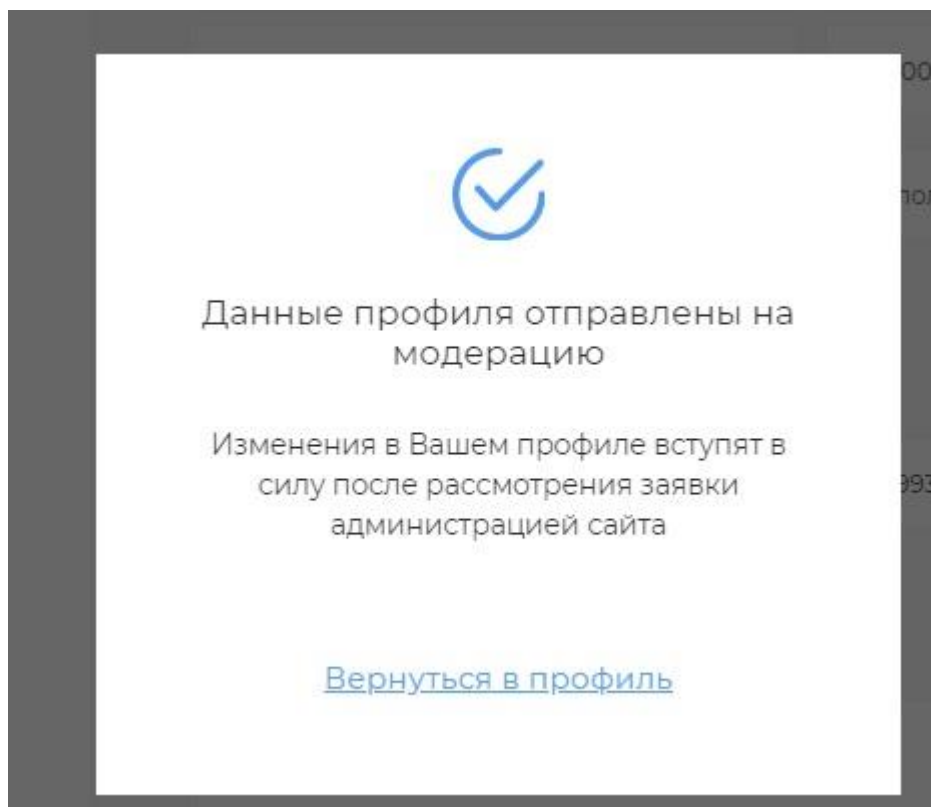 Данные профиля отправлены на
модерацию
Изменения в Вашем профиле вступят в
силу после рассмотрения заявки
администрацией сайта
Вернуться в профиль